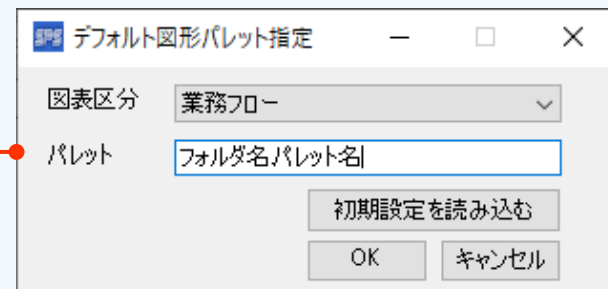 SPS デフォルト図形パレット指定
図表区分 業務フロー
パレット フォルダ名,パレット名
初期設定を読み込む
OK キャンセル